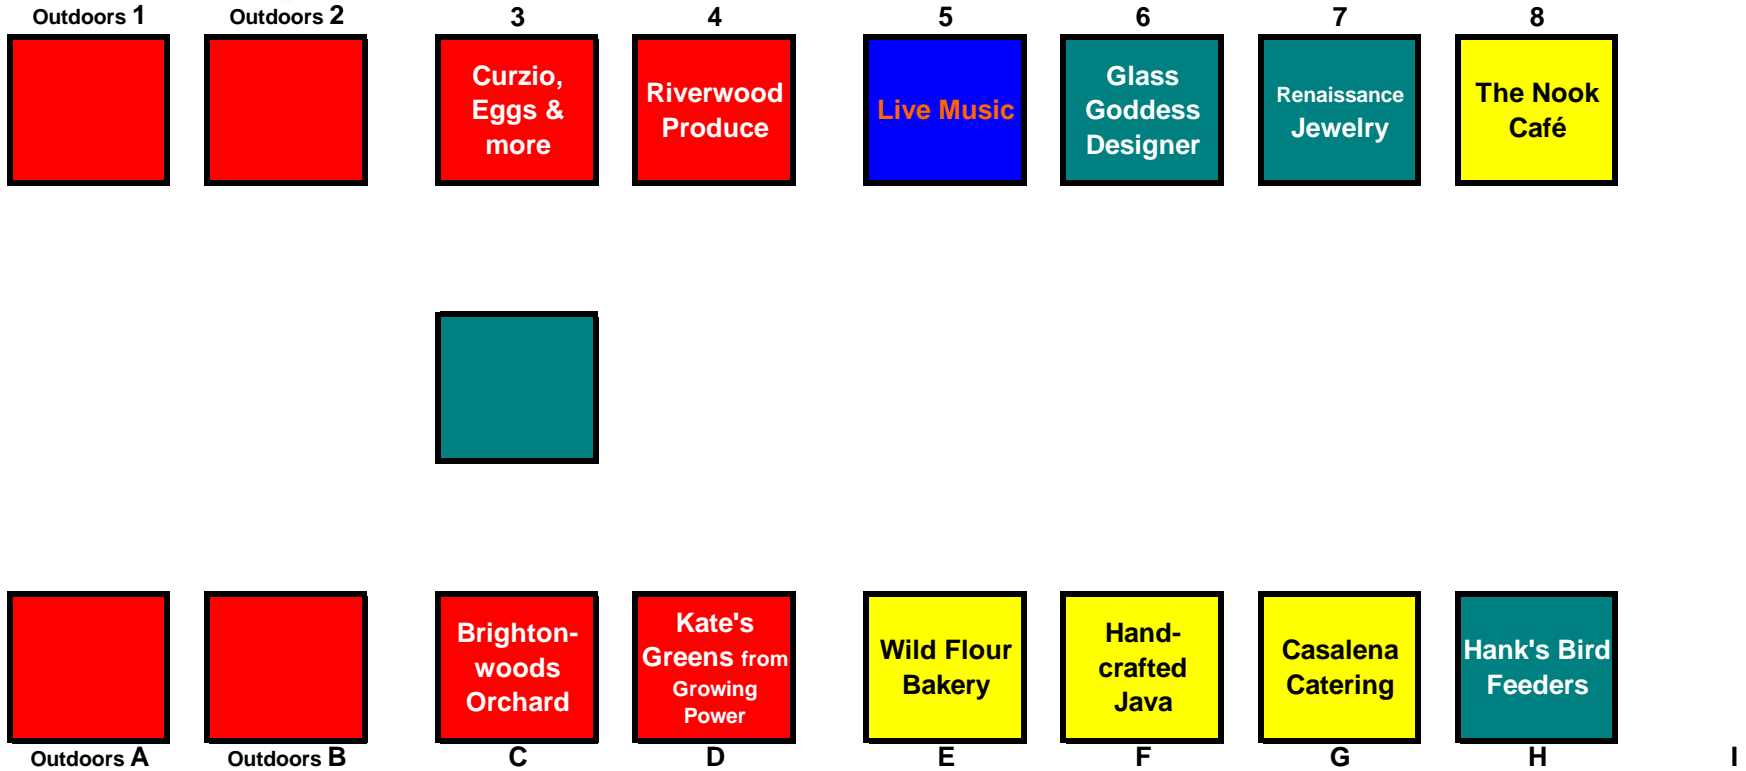 Outdoors 1
Outdoors 2
3
4
5
6
7
8
Curzio,
Eggs &
more
Riverwood
Produce
Live Music
Glass
Goddess
Designer
Renaissance
Jewelry
The Nook
Café
Brighton-
woods
Orchard
Kate's
Greens from
Growing
Power
Wild Flour
Bakery
Hand-
crafted
Java
Casalena
Catering
Hank's Bird
Feeders
Outdoors A
Outdoors B
C
D
E
F
G
H
I